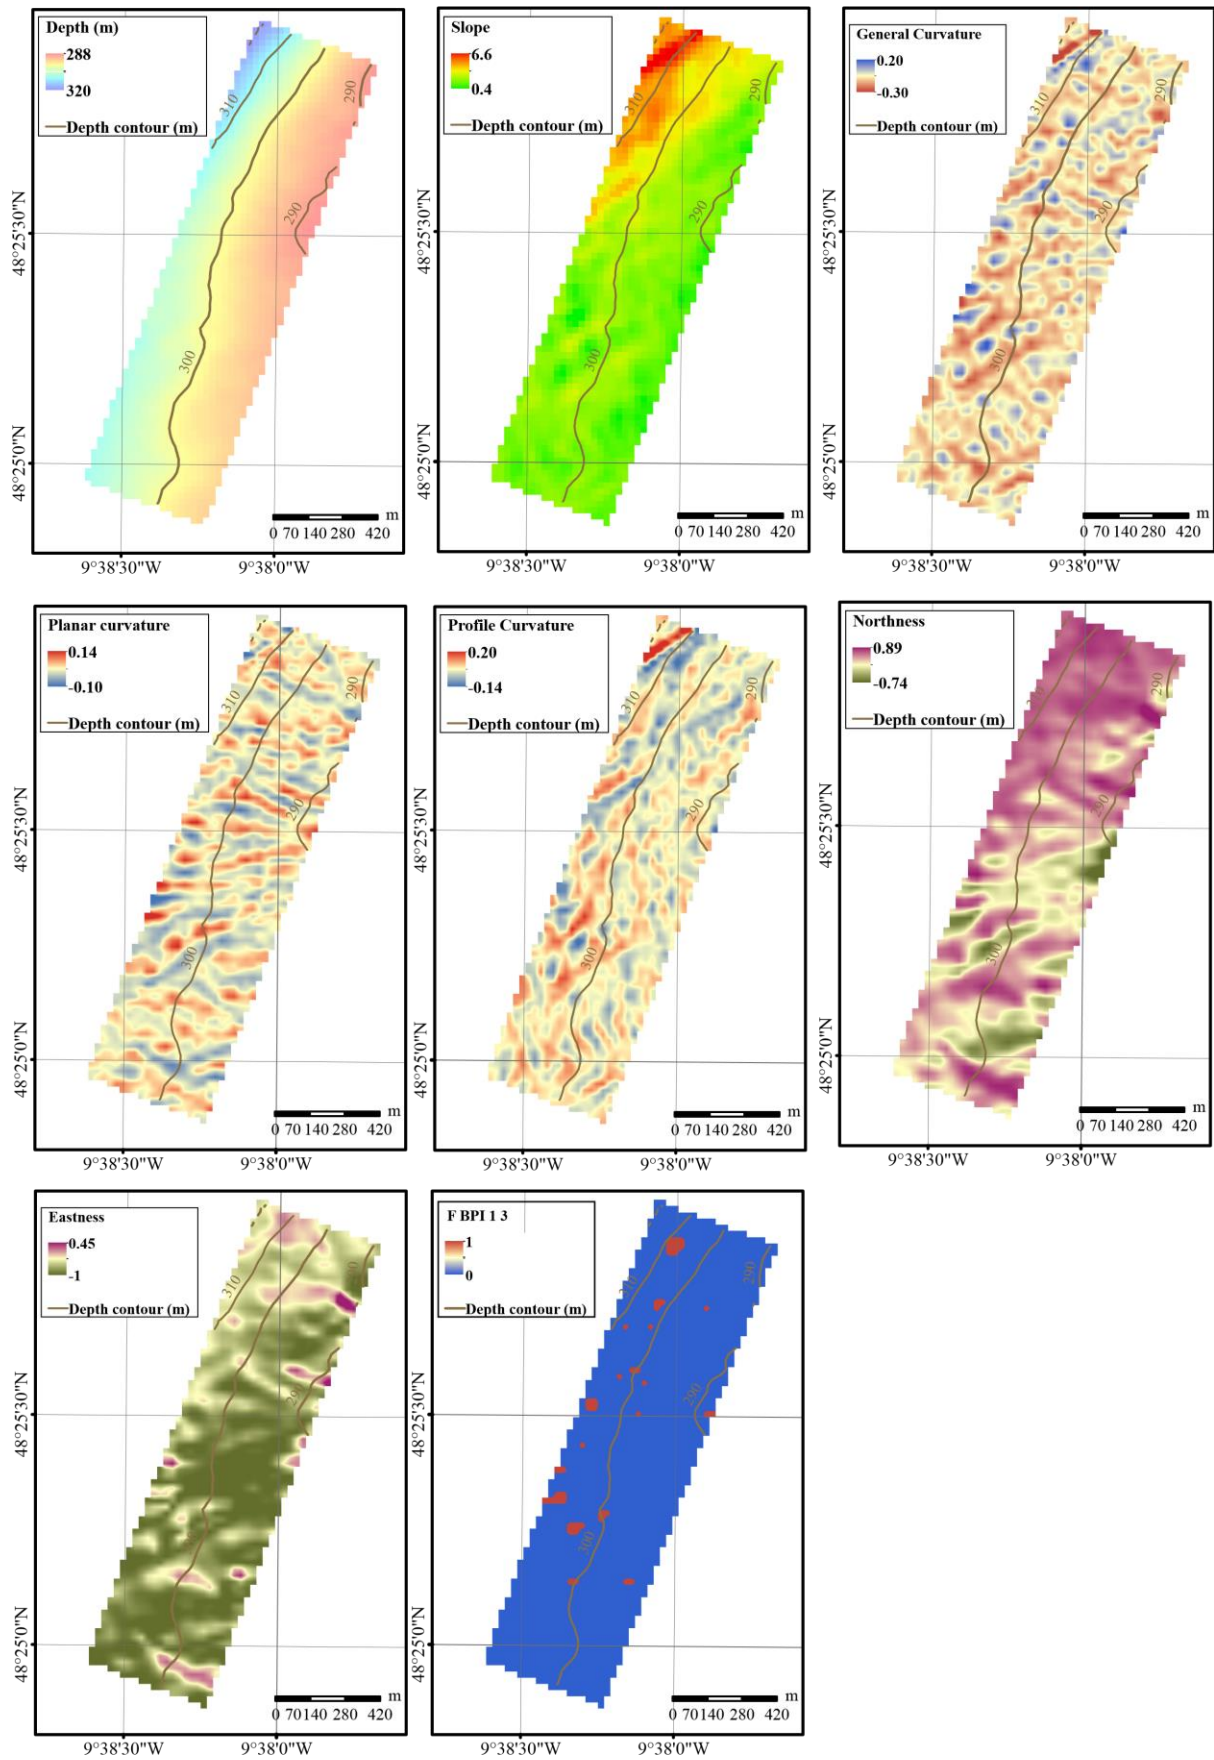 Depth (m)
288
320
Depth contour (m)
310
290
290
300
48°25'30"N
48°25'0"N
m
0 70 140 280 420
9°38'30"W 9°38'0"W
Slope
6.6
0.4
Depth contour (m)
310
290
290
300
48°25'30"N
48°25'0"N
m
0 70 140 280 420
9°38'30"W 9°38'0"W
General Curvature
0.20
-0.30
Depth contour (m)
310
290
290
300
48°25'30"N
48°25'0"N
m
0 70 140 280 420
9°38'30"W 9°38'0"W
Planar curvature
0.14
-0.10
Depth contour (m)
310
290
290
300
48°25'30"N
48°25'0"N
m
0 70 140 280 420
9°38'30"W 9°38'0"W
Profile Curvature
0.20
-0.14
Depth contour (m)
310
290
290
300
48°25'30"N
48°25'0"N
m
0 70 140 280 420
9°38'30"W 9°38'0"W
Northness
0.89
-0.74
Depth contour (m)
310
290
290
300
48°25'30"N
48°25'0"N
m
0 70 140 280 420
9°38'30"W 9°38'0"W
Eastness
0.45
-1
Depth contour (m)
310
290
290
48°25'30"N
48°25'0"N
m
0 70 140 280 420
9°38'30"W 9°38'0"W
F BPI 1 3
1
0
Depth contour (m)
310
290
290
300
48°25'30"N
48°25'0"N
m
0 70 140 280 420
9°38'30"W 9°38'0"W